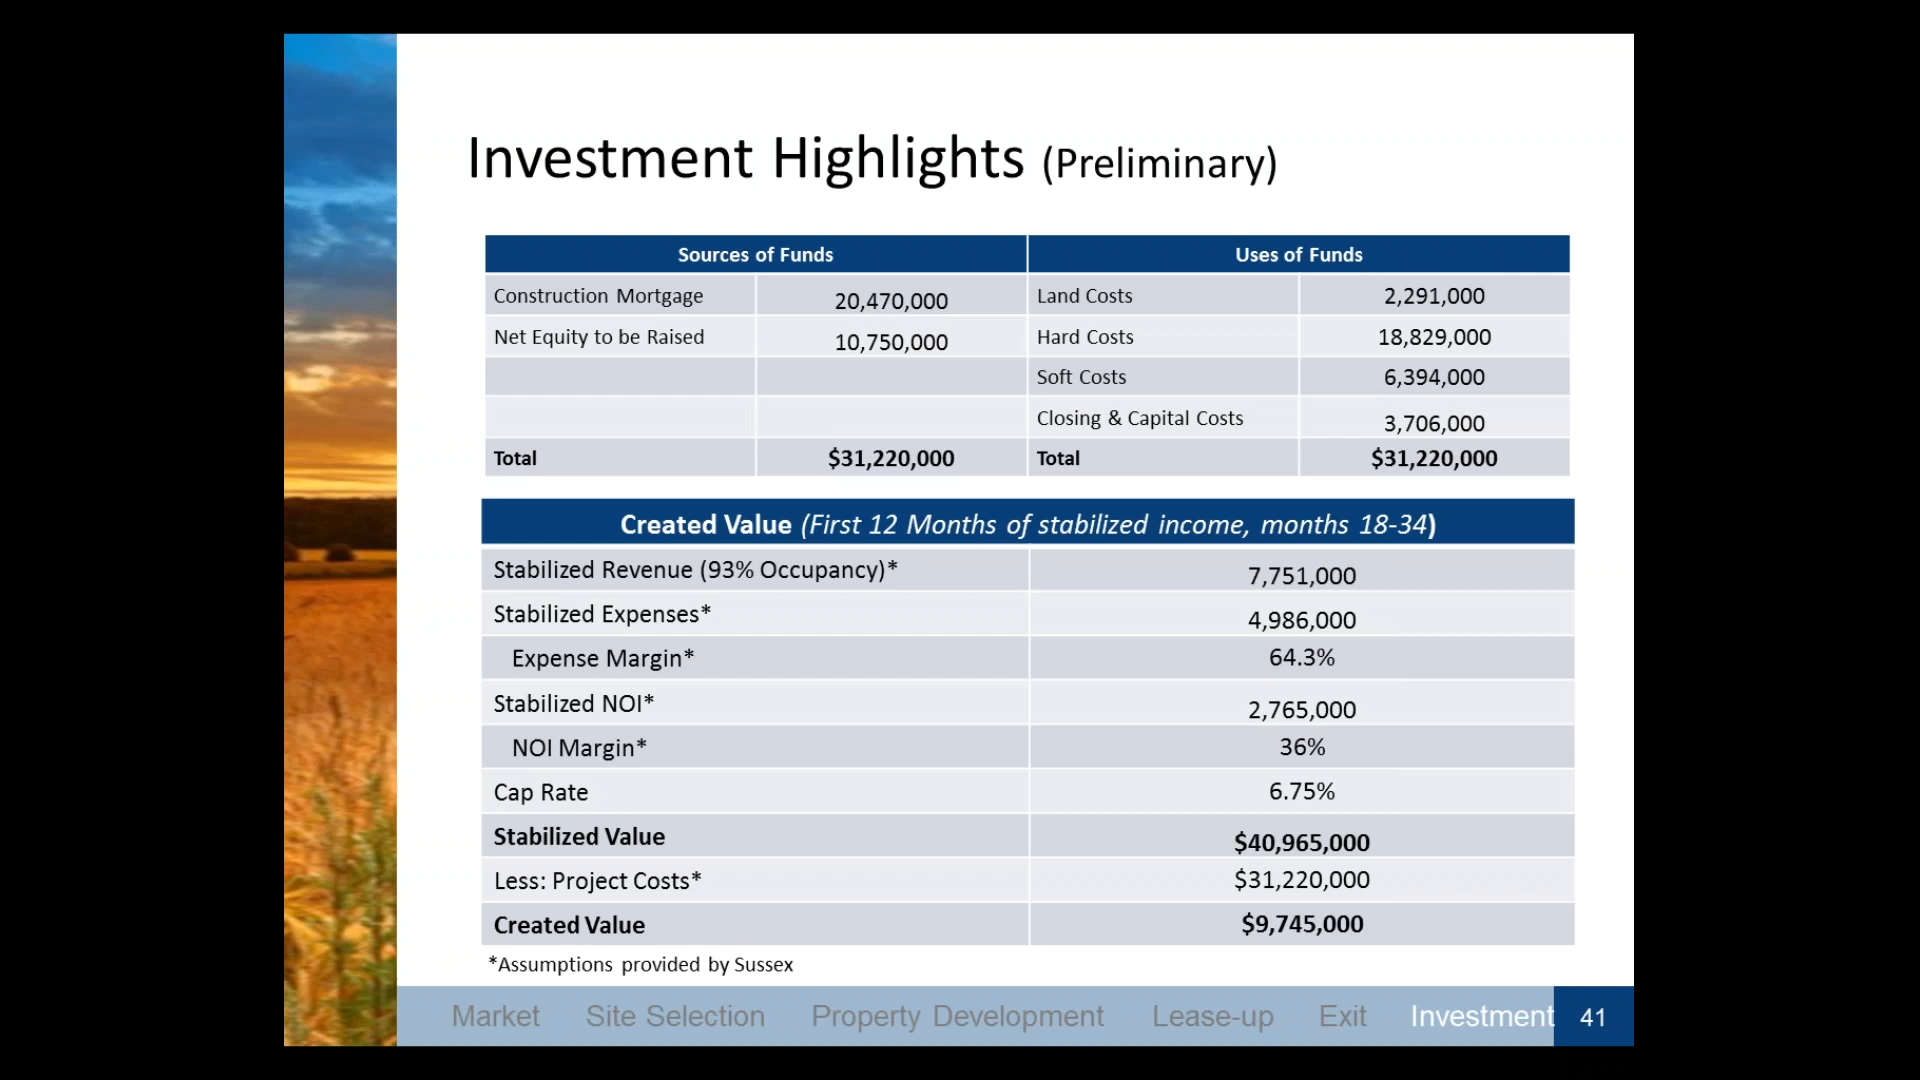 Investment Highlights (Preliminary)
Sources of Funds Uses of Funds
Construction Mortgage 20,470,000 Land Costs 2,291,000
Net Equity to be Raised 10,750,000 Hard Costs 18,829,000
Soft Costs 6,394,000
Closing & Capital Costs 3,706,000
Total $31,220,000 Total $31,220,000
Created Value (First 12 Months of stabilized income, months 18-34)
Stabilized Revenue (93% Occupancy)* 7,751,000
Stabilized Expenses* 4,986,000
Expense Margin* 64.3%
Stabilized NOI* 2,765,000
NOI Margin* 36%
Cap Rate 6.75%
Stabilized Value $40,965,000
Less: Project Costs* $31,220,000
Created Value $9,745,000
*Assumptions provided by Sussex
Market Site Selection Property Development Lease-up Exit Investment 41